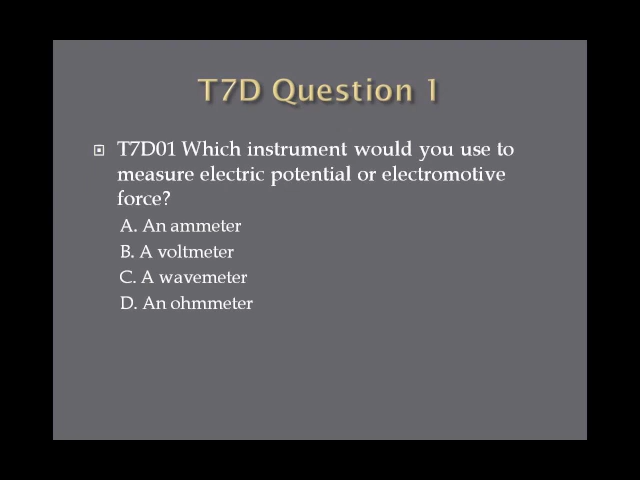 T7D Question 1
T7D01 Which instrument would you use to
measure electric potential or electromotive
force?
A. An ammeter
B. A voltmeter
C. A wavemeter
D. An ohmmeter